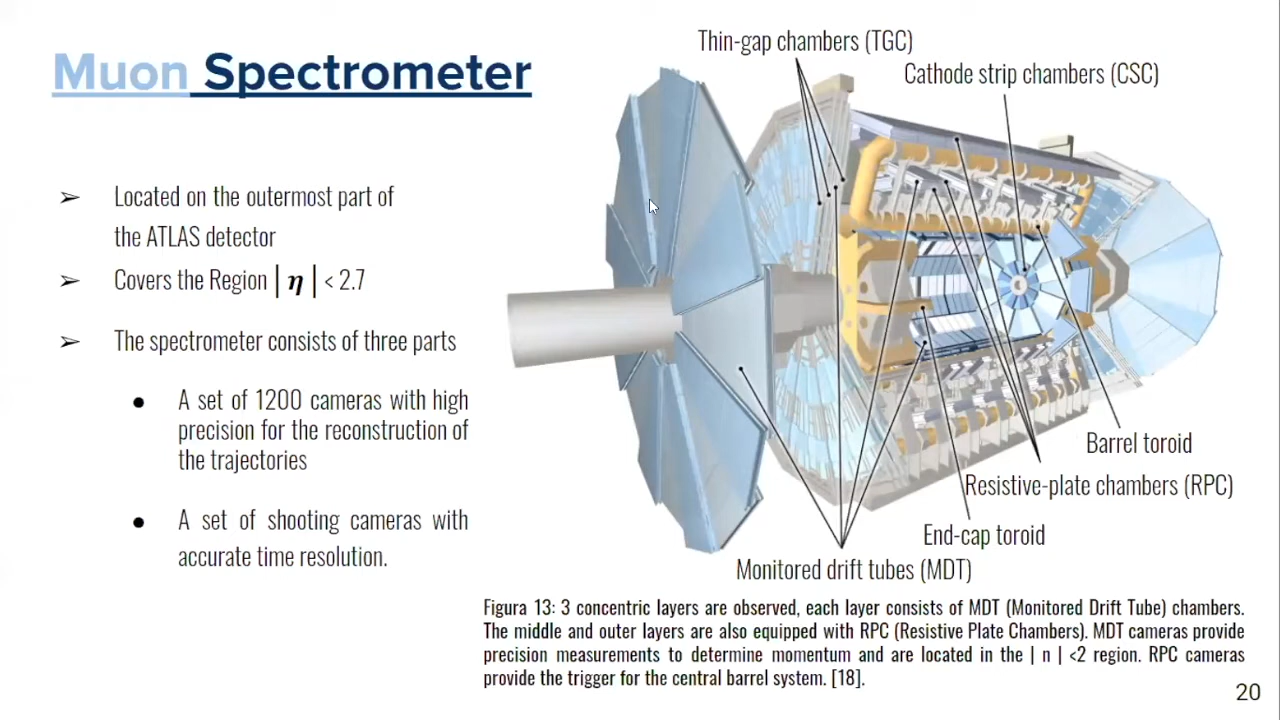 Muon Spectrometer
➢ Located on the outermost part of
the ATLAS detector
➢ Covers the Region | η | < 2.7
➢ The spectrometer consists of three parts
● A set of 1200 cameras with high
precision for the reconstruction of
the trajectories
● A set of shooting cameras with
accurate time resolution.
Thin-gap chambers (TGC)
Cathode strip chambers (CSC)
Barrel toroid
Resistive-plate chambers (RPC)
End-cap toroid
Monitored drift tubes (MDT)
Figura 13: 3 concentric layers are observed, each layer consists of MDT (Monitored Drift Tube) chambers.
The middle and outer layers are also equipped with RPC (Resistive Plate Chambers). MDT cameras provide
precision measurements to determine momentum and are located in the | n | <2 region. RPC cameras
provide the trigger for the central barrel system. [18].
20